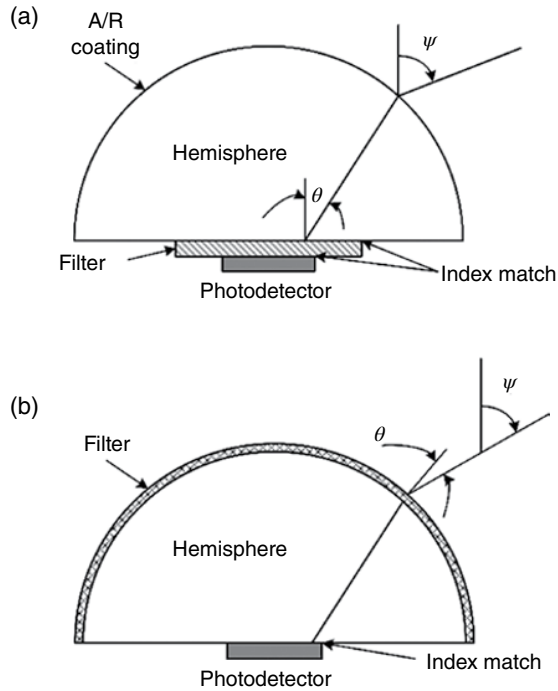 (a)
A/R
coating
ψ
Hemisphere
θ
Filter
Index match
Photodetector
(b)
ψ
Filter
θ
Hemisphere
Index match
Photodetector